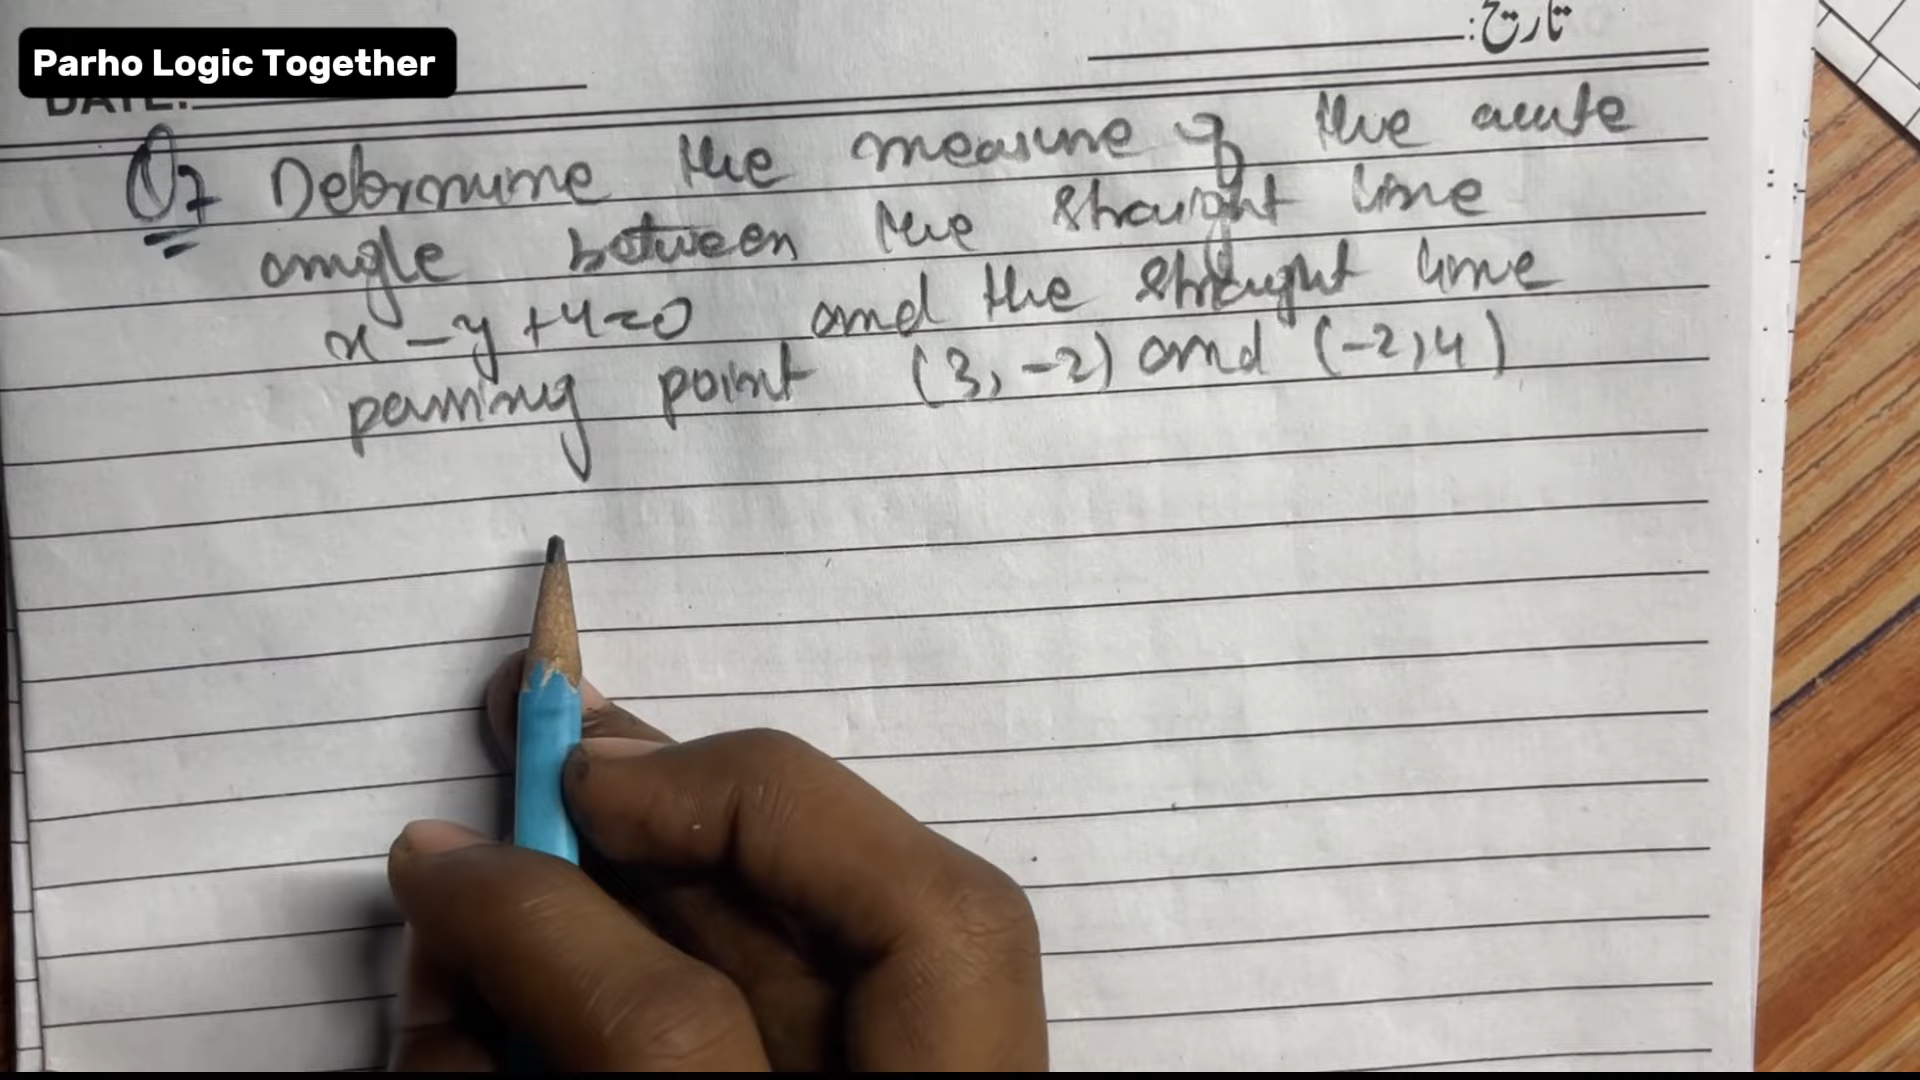 Parho Logic Together
تاریخ:
DATE:
Q7 Determine the measure of the acute
angle between the straight line
x - y + 4 = 0 and the straight line
passing point (3, -2) and (-2, 4)